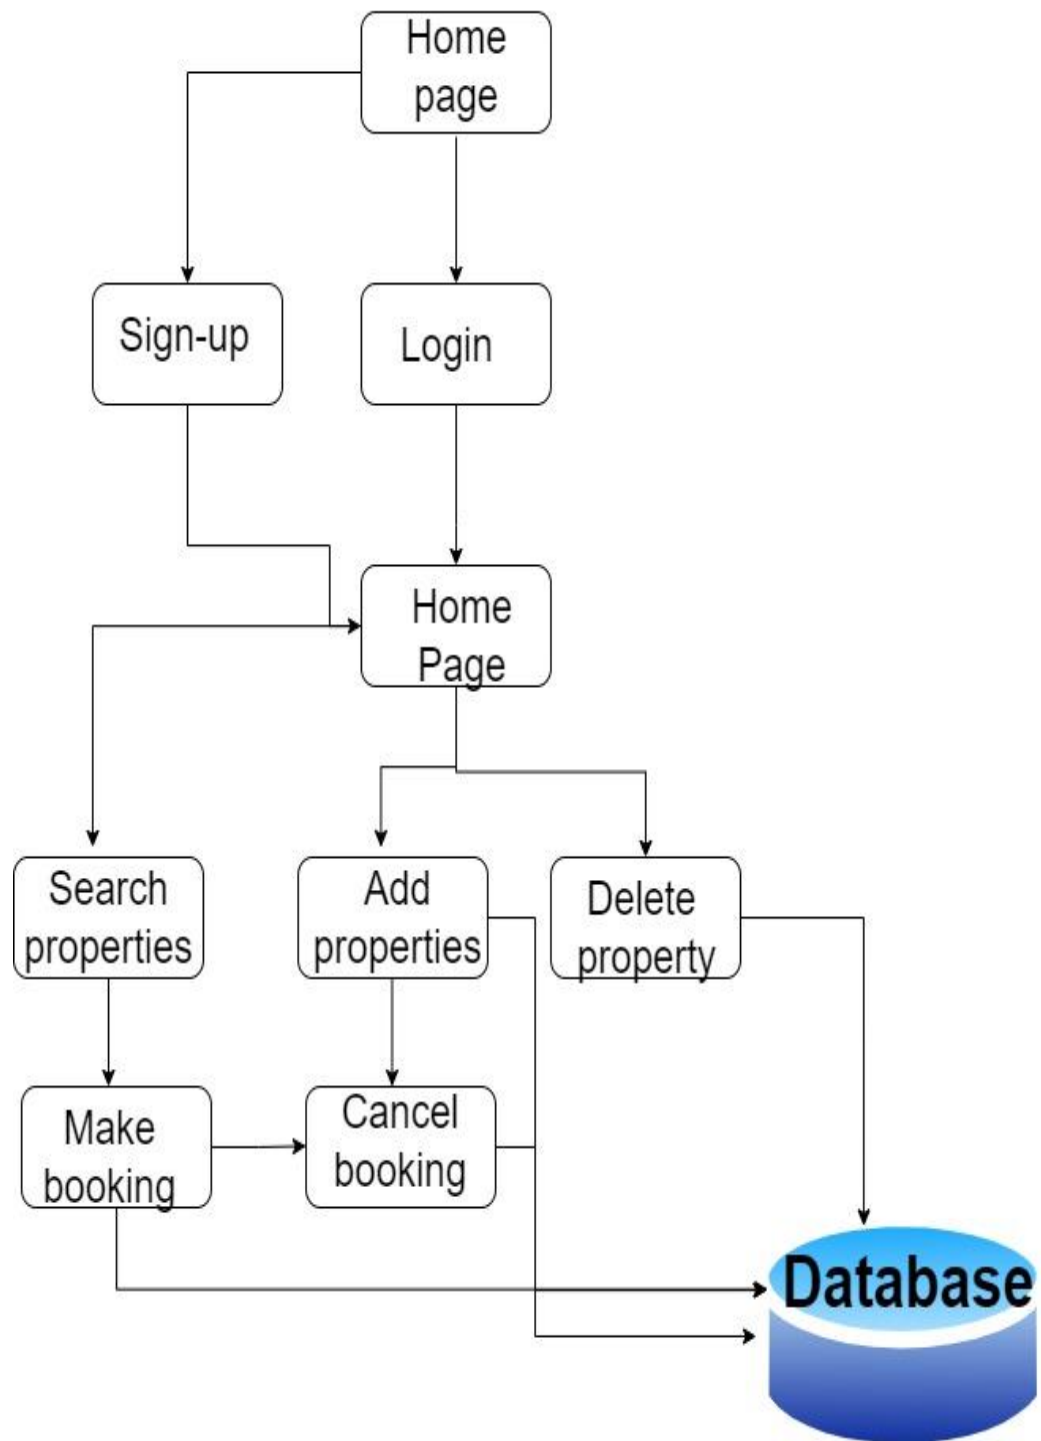 Home
page
Sign-up
Login
Home
Page
Search
properties
Add
properties
Delete
property
Make
booking
Cancel
booking
Database